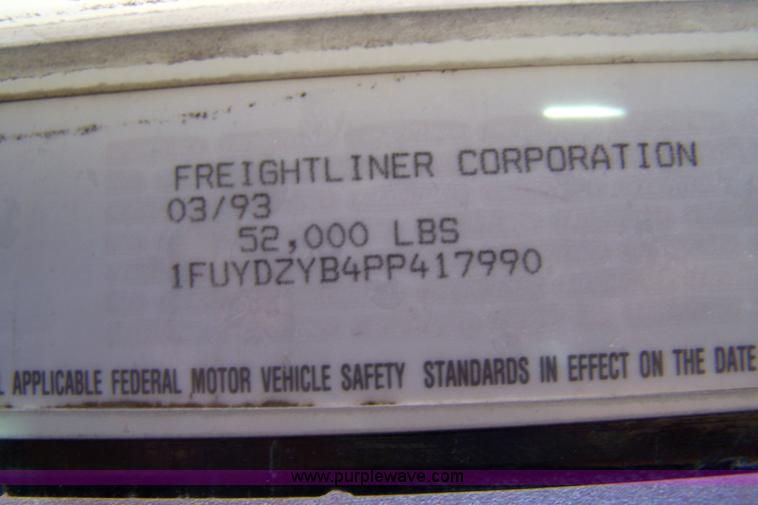 FREIGHTLINER CORPORATION
03/93
52,000 LBS
1FUYDZYB4PP417990
APPLICABLE FEDERAL MOTOR VEHICLE SAFETY STANDARDS IN EFFECT ON THE DATE
www.purplewave.com